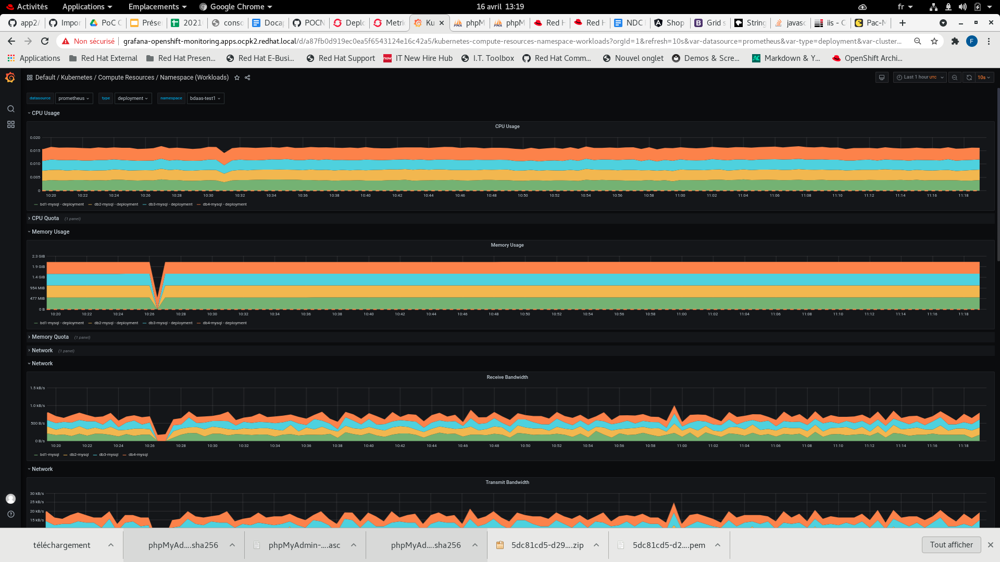 Activités Applications Emplacements Google Chrome 16 avril 13:19 fr
app2/ Impor PoC C Prése 2021 conso Docap POCN Deplo Metri Ku phpM phpM Red H Red H NDC Shop Grid s String javasc iis - C Pac-M
Non sécurisé grafana-openshift-monitoring.apps.ocpk2.redhat.local/d/a87fb0d919ec0ea5f6543124e16c42a5/kubernetes-compute-resources-namespace-workloads?orgId=1&refresh=10s&var-datasource=prometheus&var-type=deployment&var-cluster... F
Applications Red Hat External Red Hat Presen... Red Hat E-Busi... Red Hat Support now IT New Hire Hub I.T. Toolbox Red Hat Comm... Nouvel onglet Demos & Scre... Markdown & Y... OpenShift Archi...
Default / Kubernetes / Compute Resources / Namespace (Workloads) Last 1 hour UTC 10s
datasource prometheus type deployment namespace bdaas-test1
CPU Usage
CPU Usage
0.020
0.015
0.010
0.005
0
10:20 10:22 10:24 10:26 10:28 10:30 10:32 10:34 10:36 10:38 10:40 10:42 10:44 10:46 10:48 10:50 10:52 10:54 10:56 10:58 11:00 11:02 11:04 11:06 11:08 11:10 11:12 11:14 11:16 11:18
bd1-mysql - deployment db2-mysql - deployment db3-mysql - deployment db4-mysql - deployment
CPU Quota (1 panel)
Memory Usage
Memory Usage
2.3 GiB
1.9 GiB
1.4 GiB
954 MiB
477 MiB
0 B
10:20 10:22 10:24 10:26 10:28 10:30 10:32 10:34 10:36 10:38 10:40 10:42 10:44 10:46 10:48 10:50 10:52 10:54 10:56 10:58 11:00 11:02 11:04 11:06 11:08 11:10 11:12 11:14 11:16 11:18
bd1-mysql - deployment db2-mysql - deployment db3-mysql - deployment db4-mysql - deployment
Memory Quota (1 panel)
Network (1 panel)
Network
Receive Bandwidth
1.5 kB/s
1.0 kB/s
500 B/s
0 B/s
10:20 10:22 10:24 10:26 10:28 10:30 10:32 10:34 10:36 10:38 10:40 10:42 10:44 10:46 10:48 10:50 10:52 10:54 10:56 10:58 11:00 11:02 11:04 11:06 11:08 11:10 11:12 11:14 11:16 11:18
bd1-mysql db2-mysql db3-mysql db4-mysql
Network
Transmit Bandwidth
30 kB/s
25 kB/s
20 kB/s
15 kB/s
téléchargement phpMyAd....sha256 phpMyAdmin-....asc phpMyAd....sha256 5dc81cd5-d29....zip 5dc81cd5-d2....pem Tout afficher